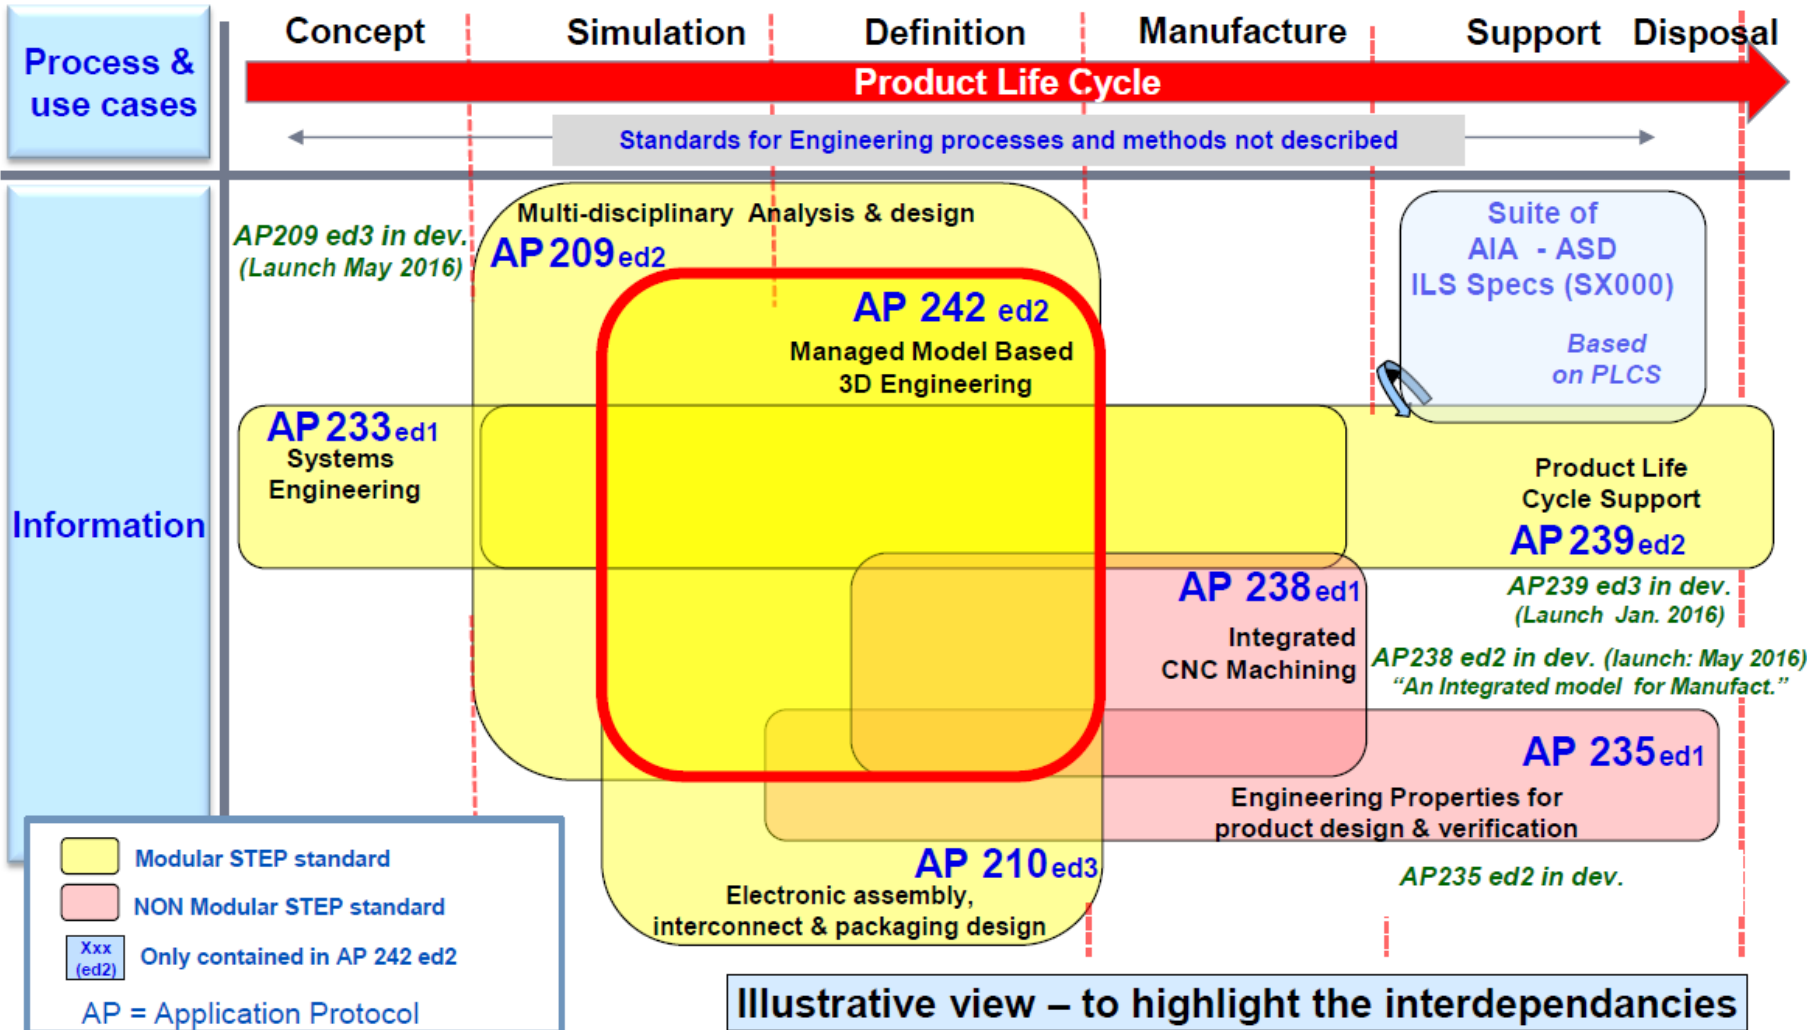 Concept Simulation Definition Manufacture Support Disposal
Process &
use cases
Product Life Cycle
Standards for Engineering processes and methods not described
Information
AP209 ed3 in dev.
(Launch May 2016)
Multi-disciplinary Analysis & design
AP 209 ed2
AP 242 ed2
Managed Model Based
3D Engineering
Suite of
AIA - ASD
ILS Specs (SX000)
Based
on PLCS
AP 233 ed1
Systems
Engineering
Product Life
Cycle Support
AP 239 ed2
AP239 ed3 in dev.
(Launch Jan. 2016)
AP 238 ed1
Integrated
CNC Machining
AP238 ed2 in dev. (launch: May 2016)
“An Integrated model for Manufact.”
AP 235 ed1
Engineering Properties for
product design & verification
AP235 ed2 in dev.
AP 210 ed3
Electronic assembly,
interconnect & packaging design
Modular STEP standard
NON Modular STEP standard
Xxx
(ed2)
Only contained in AP 242 ed2
AP = Application Protocol
Illustrative view – to highlight the interdependancies